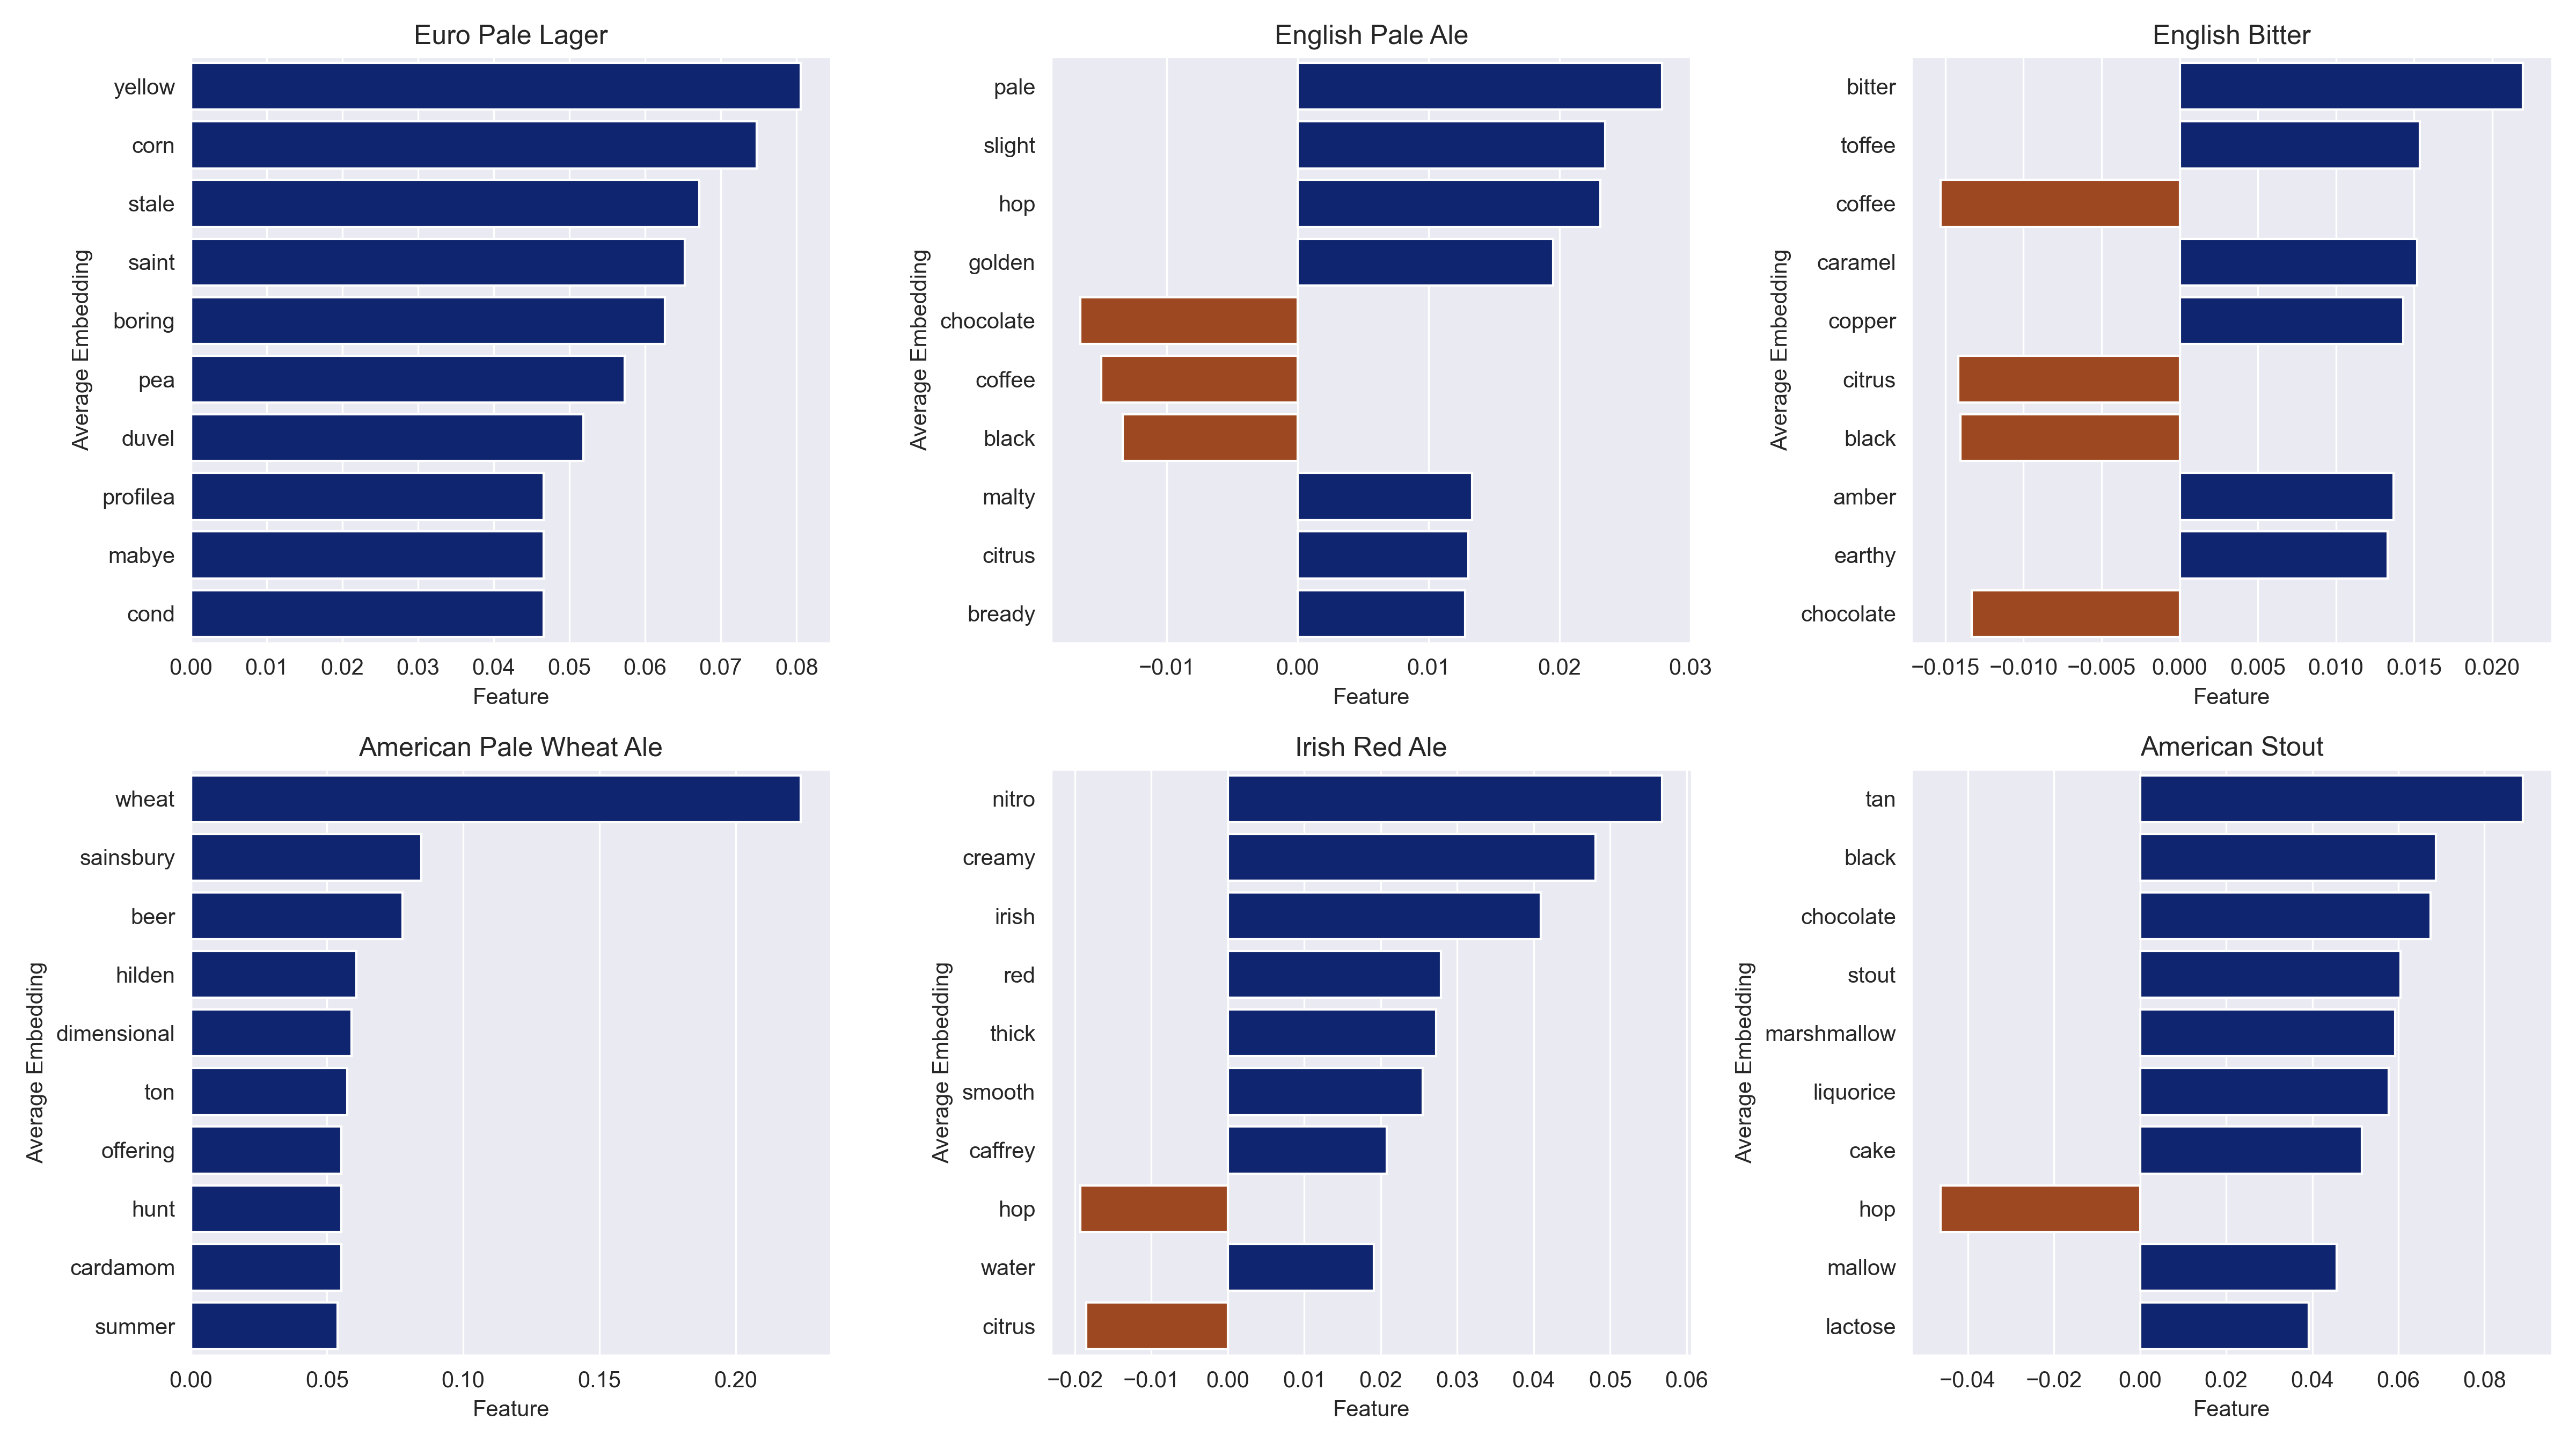 Euro Pale Lager
Average Embedding
yellow
corn
stale
saint
boring
pea
duvel
profilea
mabye
cond
0.00 0.01 0.02 0.03 0.04 0.05 0.06 0.07 0.08
Feature
English Pale Ale
Average Embedding
pale
slight
hop
golden
chocolate
coffee
black
malty
citrus
bready
−0.01 0.00 0.01 0.02 0.03
Feature
English Bitter
Average Embedding
bitter
toffee
coffee
caramel
copper
citrus
black
amber
earthy
chocolate
−0.015 −0.010 −0.005 0.000 0.005 0.010 0.015 0.020
Feature
American Pale Wheat Ale
Average Embedding
wheat
sainsbury
beer
hilden
dimensional
ton
offering
hunt
cardamom
summer
0.00 0.05 0.10 0.15 0.20
Feature
Irish Red Ale
Average Embedding
nitro
creamy
irish
red
thick
smooth
caffrey
hop
water
citrus
−0.02 −0.01 0.00 0.01 0.02 0.03 0.04 0.05 0.06
Feature
American Stout
Average Embedding
tan
black
chocolate
stout
marshmallow
liquorice
cake
hop
mallow
lactose
−0.04 −0.02 0.00 0.02 0.04 0.06 0.08
Feature